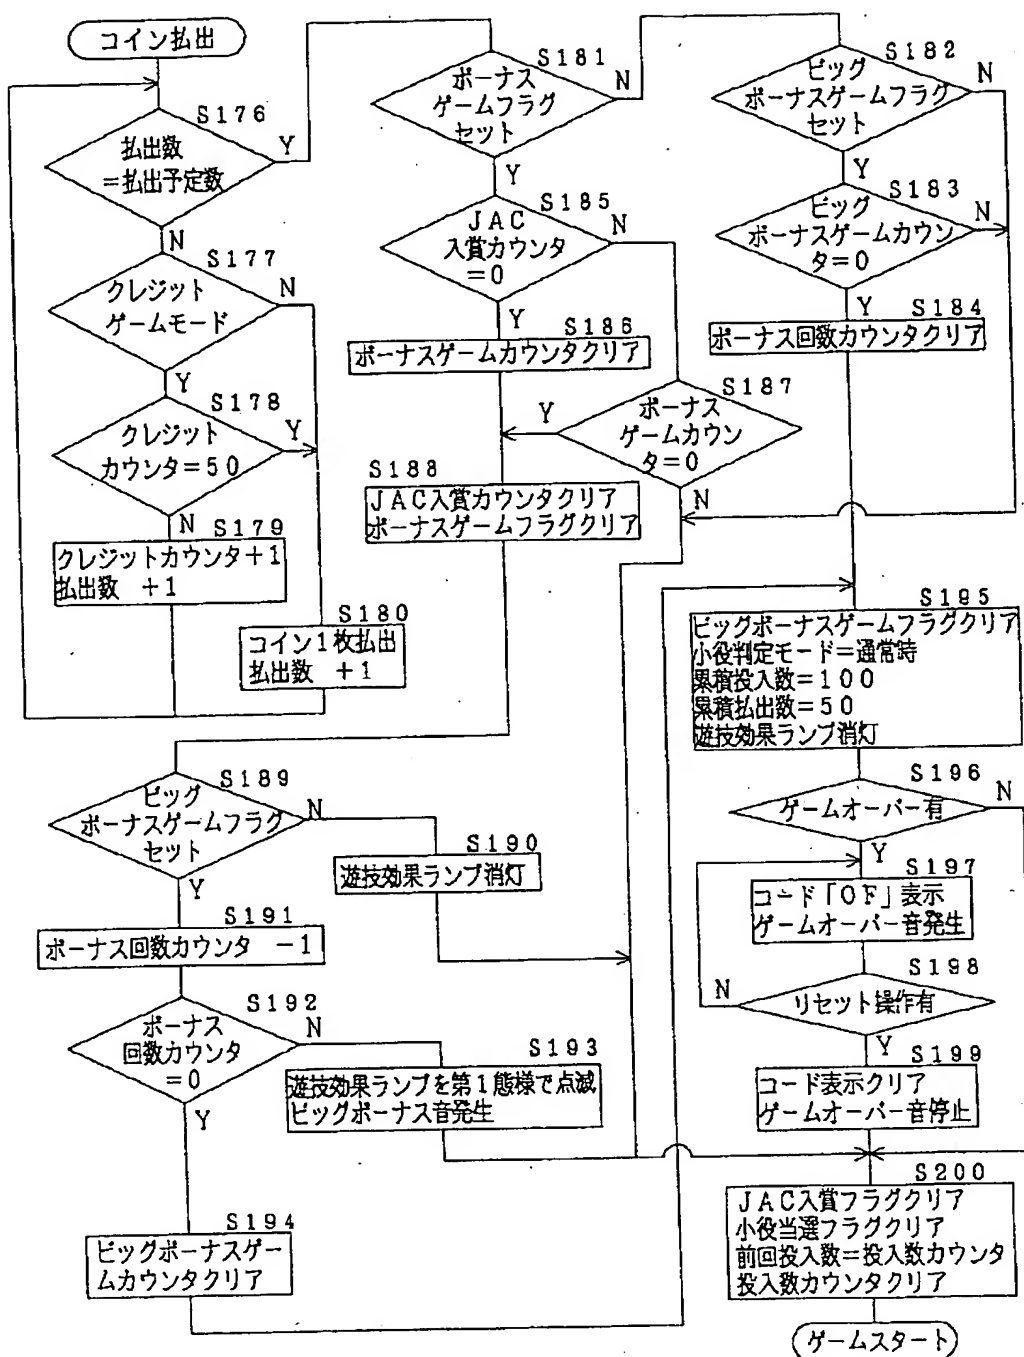 コイン払出
S176
払出数
=払出予定数
Y
N
S177
クレジット
ゲームモード
N
Y
S178
クレジット
カウンタ=50
Y
N
S179
クレジットカウンタ+1
払出数 +1
S180
コイン1枚払出
払出数 +1
S181
ボーナス
ゲームフラグ
セット
N
Y
S182
ビッグ
ボーナスゲームフラグ
セット
N
Y
S183
ビッグ
ボーナスゲームカウン
タ=0
N
Y
S184
ボーナス回数カウンタクリア
S185
JAC
入賞カウンタ
=0
N
Y
S186
ボーナスゲームカウンタクリア
S187
ボーナス
ゲームカウン
タ=0
Y
N
S188
JAC入賞カウンタクリア
ボーナスゲームフラグクリア
S189
ビッグ
ボーナスゲームフラグ
セット
N
Y
S190
遊技効果ランプ消灯
S191
ボーナス回数カウンタ -1
S192
ボーナス
回数カウンタ
=0
N
Y
S193
遊技効果ランプを第1態様で点滅
ビッグボーナス音発生
S194
ビッグボーナスゲー
ムカウンタクリア
S195
ビッグボーナスゲームフラグクリア
小役判定モード=通常時
累積投入数=100
累積払出数=50
遊技効果ランプ消灯
S196
ゲームオーバー有
N
Y
S197
コード「OF」表示
ゲームオーバー音発生
S198
リセット操作有
N
Y
S199
コード表示クリア
ゲームオーバー音停止
S200
JAC入賞フラグクリア
小役当選フラグクリア
前回投入数=投入数カウンタ
投入数カウンタクリア
ゲームスタート